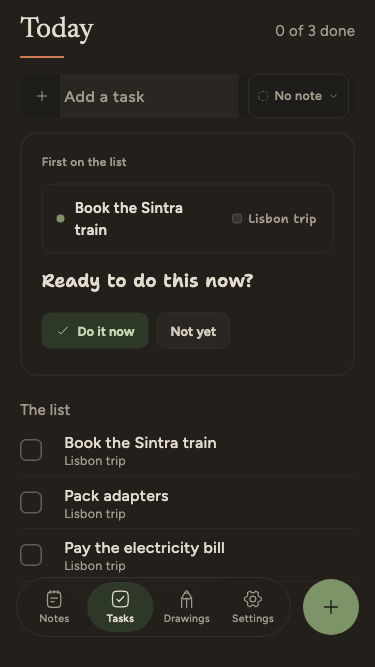 Today
0 of 3 done
Add a task
No note
First on the list
Book the Sintra
train
Lisbon trip
Ready to do this now?
Do it now
Not yet
The list
Book the Sintra train
Lisbon trip
Pack adapters
Lisbon trip
Pay the electricity bill
Lisbon trip
Notes
Tasks
Drawings
Settings